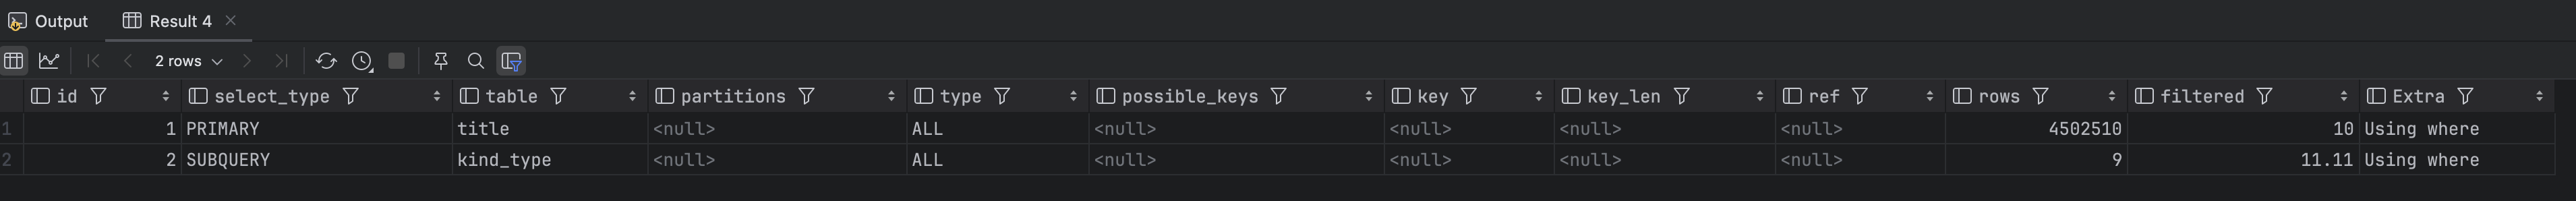 Output Result 4
2 rows
id select_type table partitions type possible_keys key key_len ref rows filtered Extra
1 1 PRIMARY title <null> ALL <null> <null> <null> <null> 4502510 10 Using where
2 2 SUBQUERY kind_type <null> ALL <null> <null> <null> <null> 9 11.11 Using where